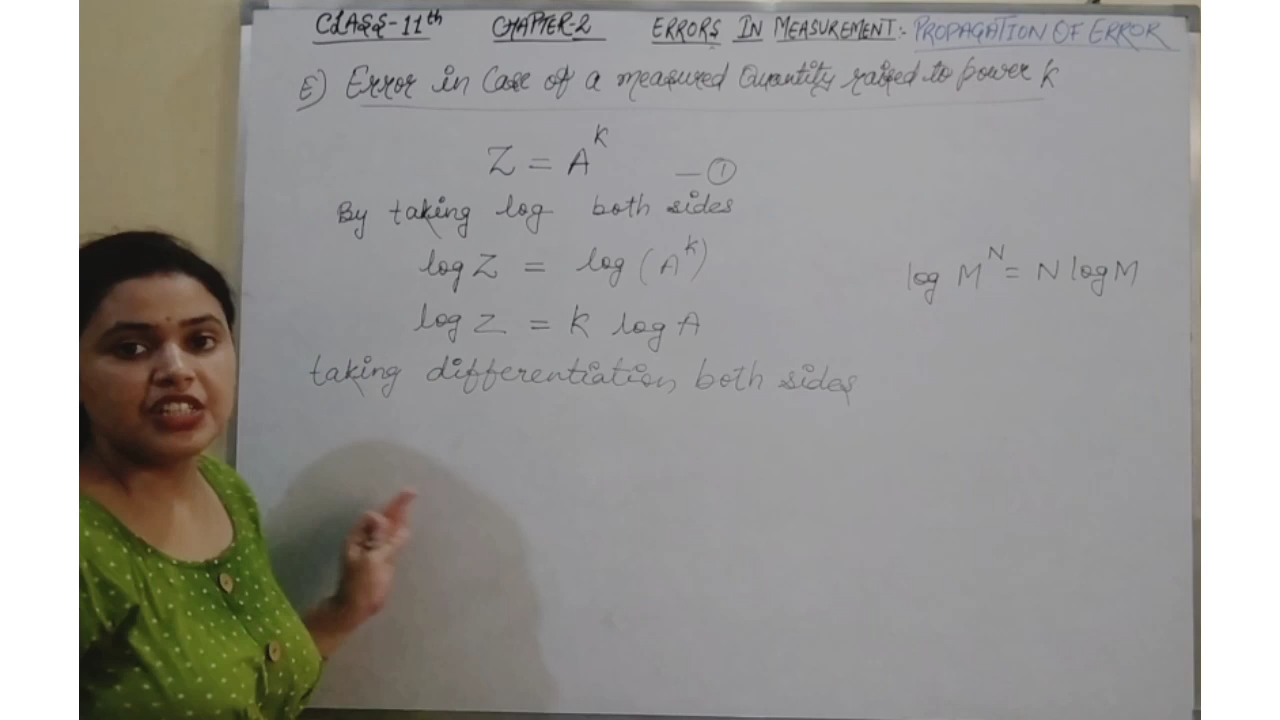 CLASS-11th CHAPTER-2 ERRORS IN MEASUREMENT:- PROPAGATION OF ERROR
E) Error in Case of a measured Quantity raised to power k
Z = A^k —①
By taking log both sides
log Z = log (A^k)
log M^N = N log M
log Z = K log A
taking differentiation both sides